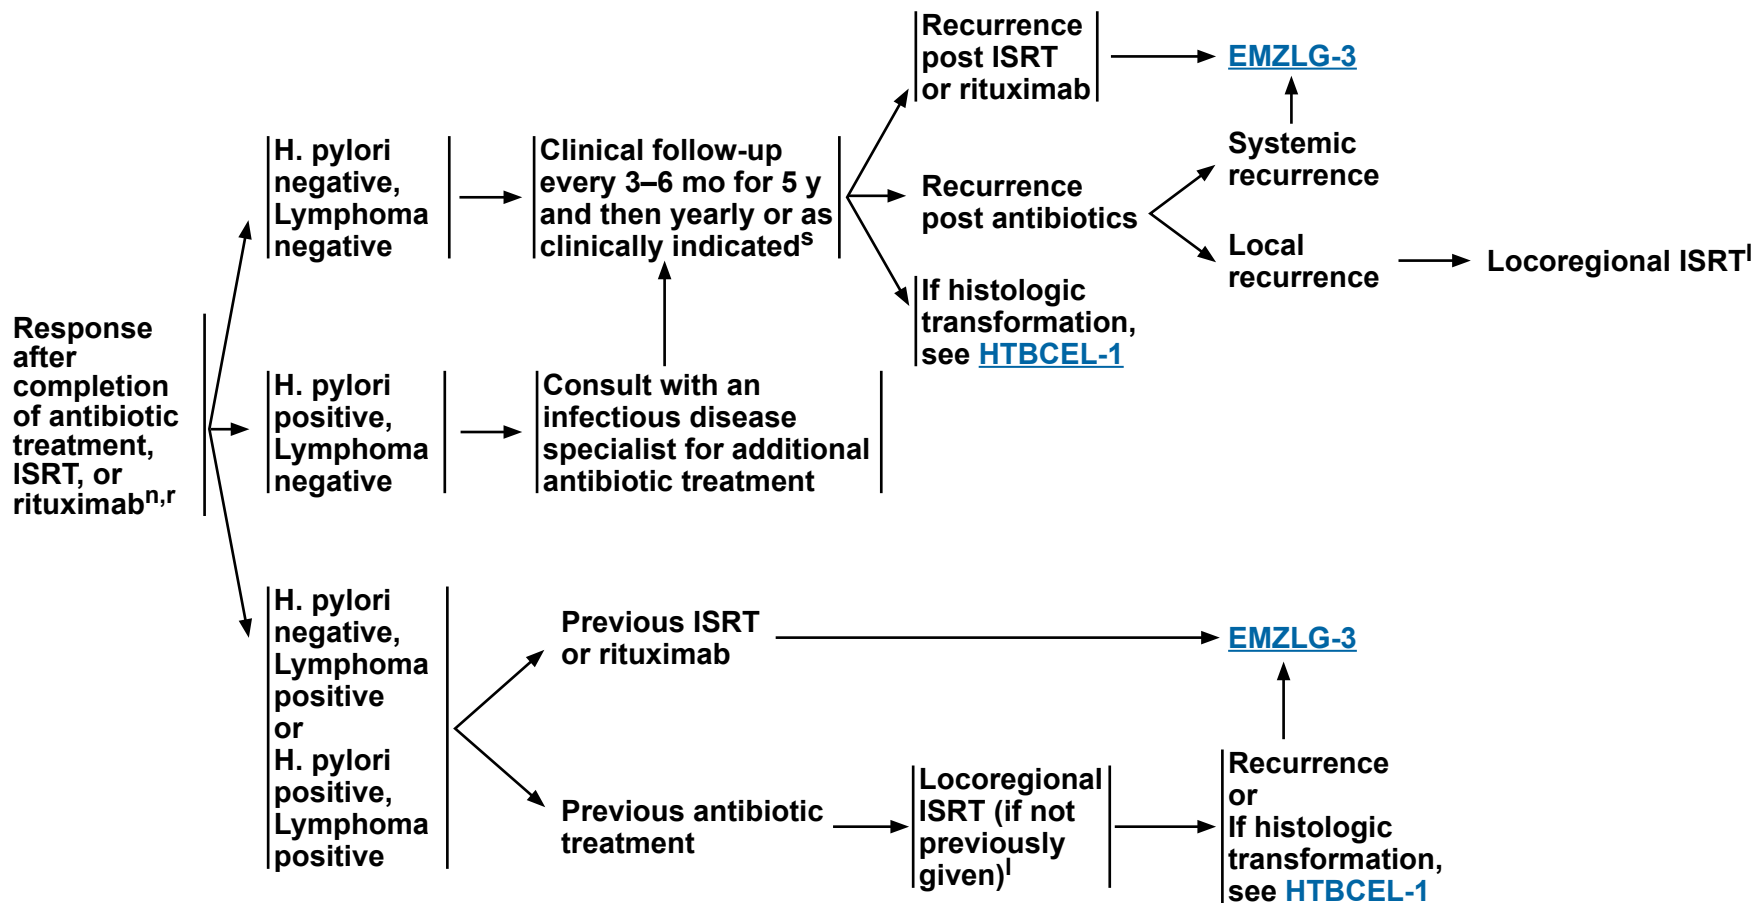 Response
after
completion
of antibiotic
treatment,
ISRT, or
rituximabⁿ,ʳ
H. pylori
negative,
Lymphoma
negative
Clinical follow-up
every 3–6 mo for 5 y
and then yearly or as
clinically indicatedˢ
Recurrence
post ISRT
or rituximab
EMZLG-3
Recurrence
post antibiotics
Systemic
recurrence
Local
recurrence
Locoregional ISRTˡ
If histologic
transformation,
see HTBCEL-1
H. pylori
positive,
Lymphoma
negative
Consult with an
infectious disease
specialist for additional
antibiotic treatment
H. pylori
negative,
Lymphoma
positive
or
H. pylori
positive,
Lymphoma
positive
Previous ISRT
or rituximab
EMZLG-3
Previous antibiotic
treatment
Locoregional
ISRT (if not
previously
given)ˡ
Recurrence
or
If histologic
transformation,
see HTBCEL-1